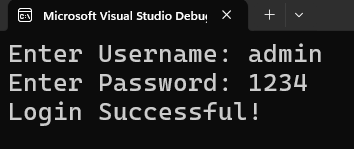 Microsoft Visual Studio Debu
Enter Username: admin
Enter Password: 1234
Login Successful!